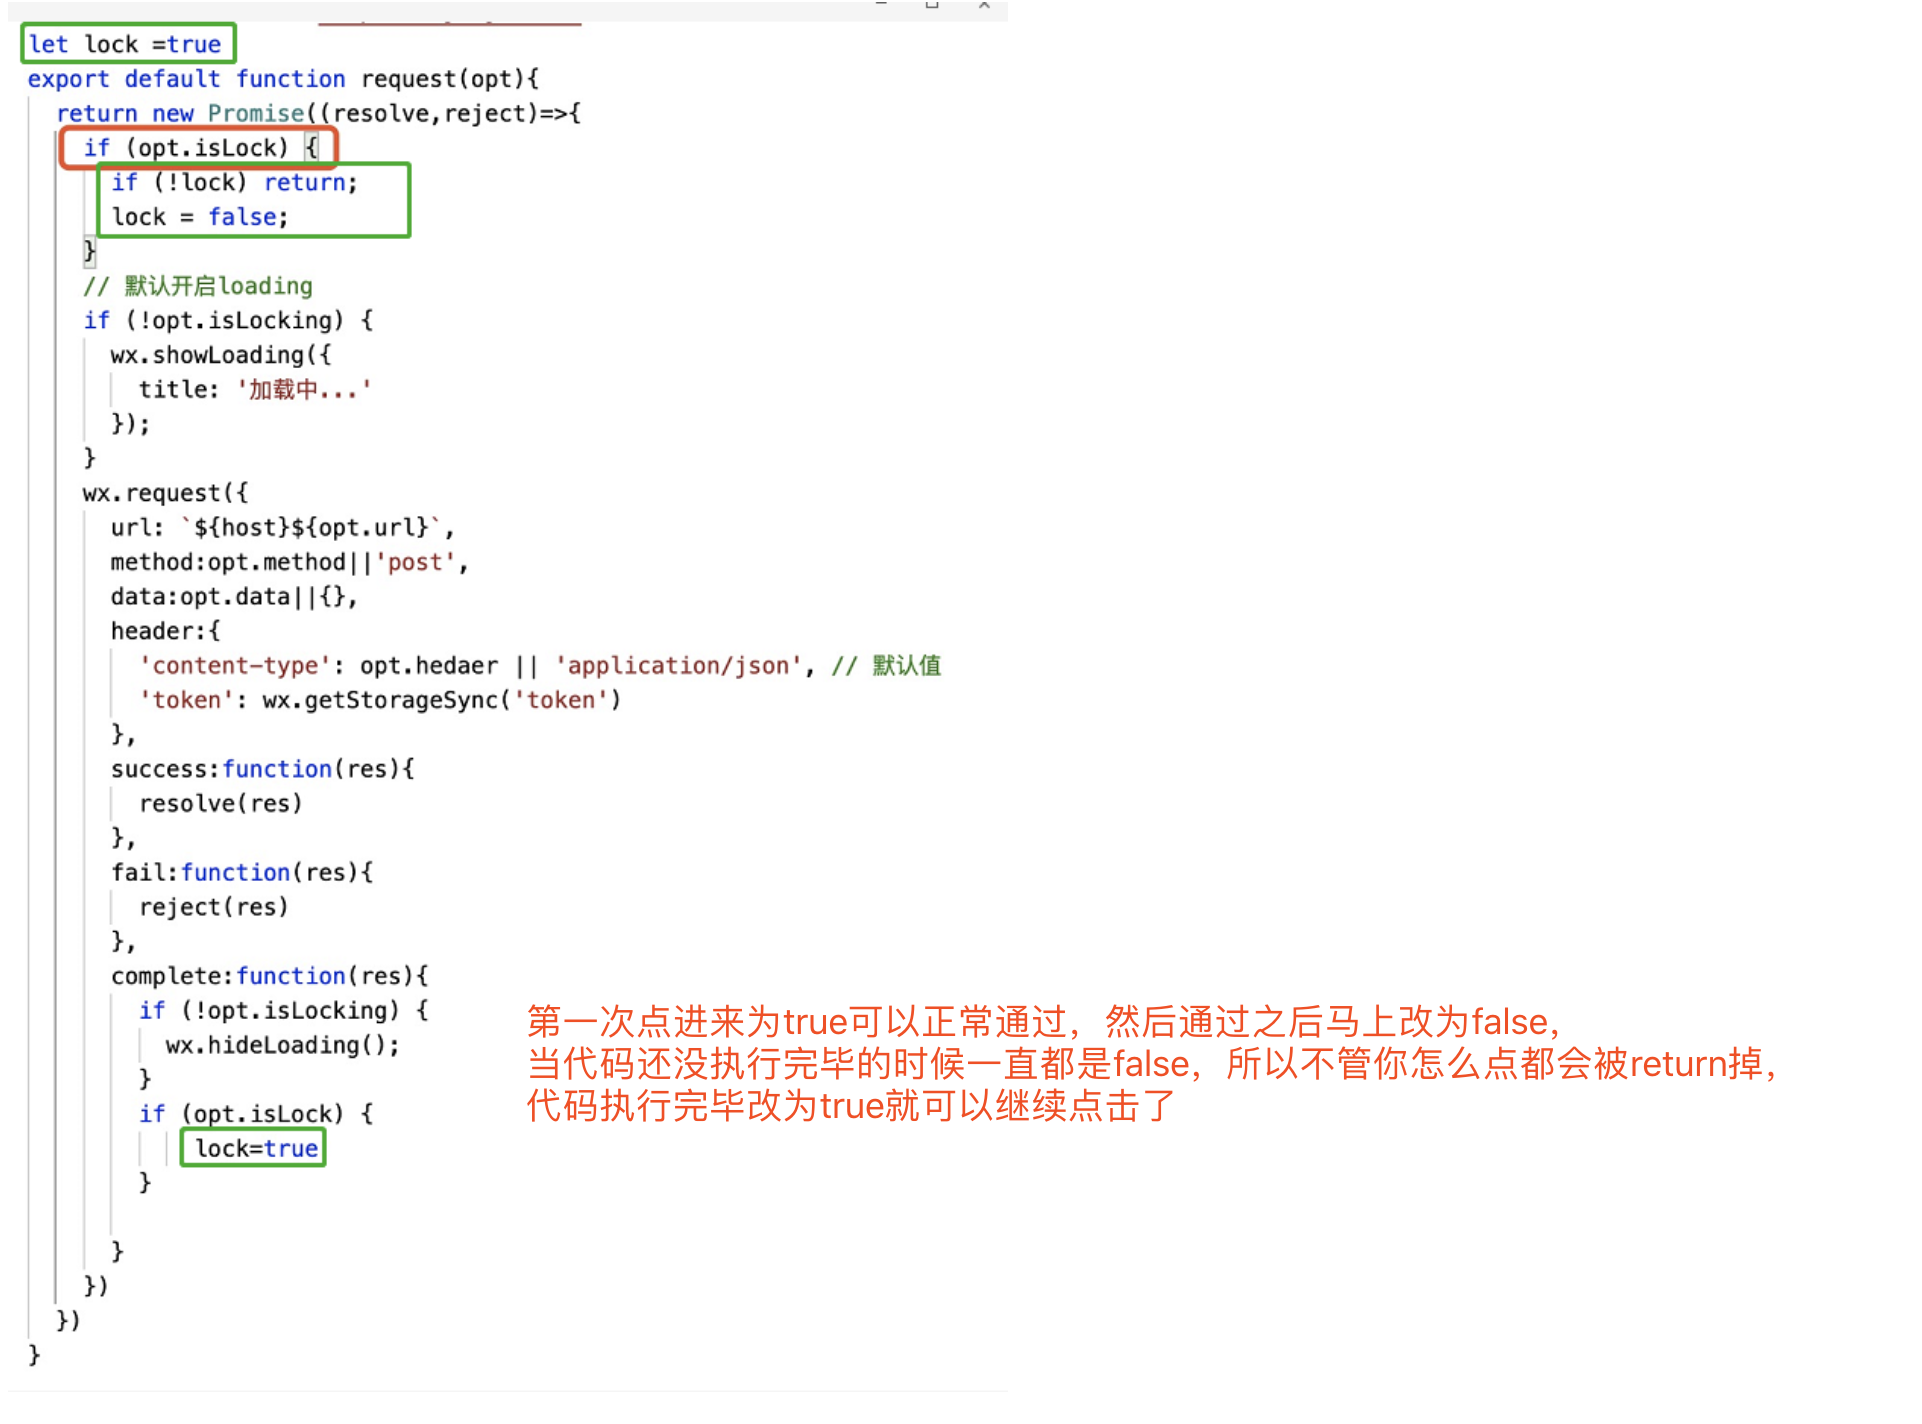 let lock =true
export default function request(opt){
return new Promise((resolve,reject)=>{
if (opt.isLock) {
if (!lock) return;
lock = false;
}
// 默认开启loading
if (!opt.isLocking) {
wx.showLoading({
title: '加载中...'
});
}
wx.request({
url: `${host}${opt.url}`,
method:opt.method||'post',
data:opt.data||{},
header:{
'content-type': opt.hedaer || 'application/json', // 默认值
'token': wx.getStorageSync('token')
},
success:function(res){
resolve(res)
},
fail:function(res){
reject(res)
},
complete:function(res){
if (!opt.isLocking) {
wx.hideLoading();
}
if (opt.isLock) {
lock=true
}
}
})
})
}
第一次点进来为true可以正常通过，然后通过之后马上改为false，
当代码还没执行完毕的时候一直都是false，所以不管你怎么点都会被return掉，
代码执行完毕改为true就可以继续点击了